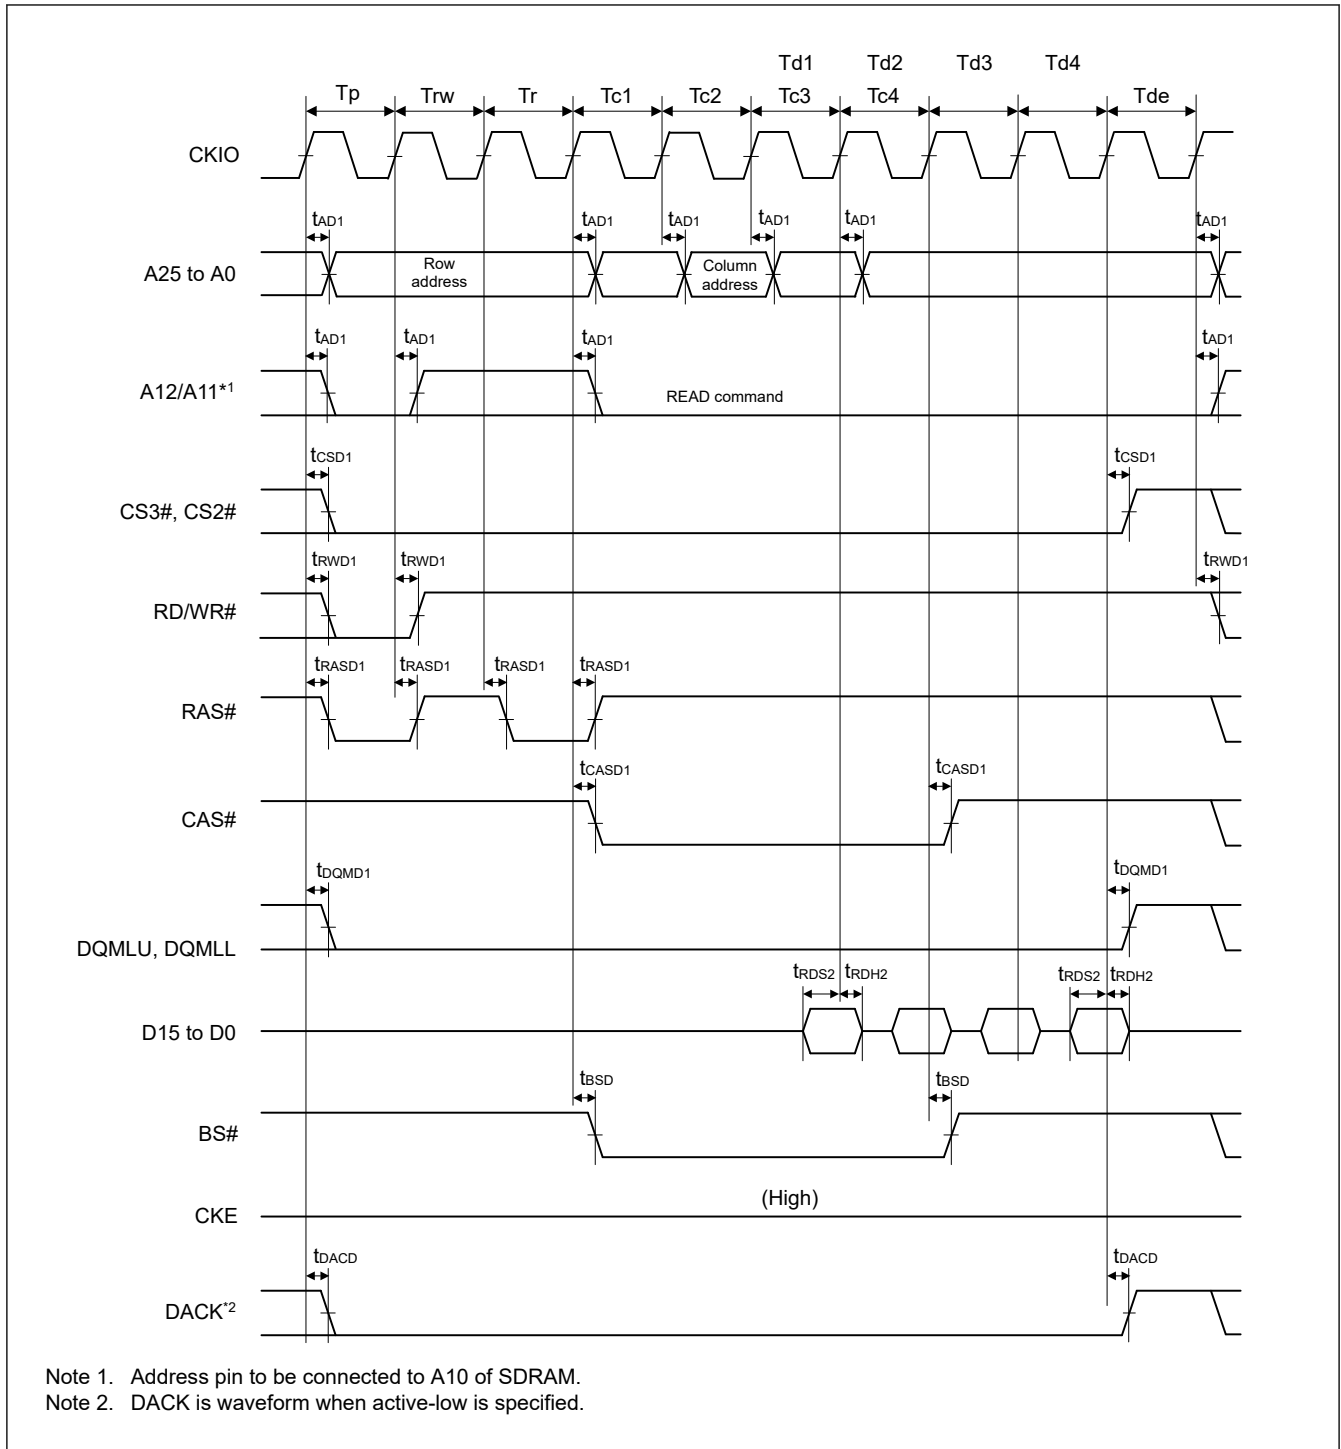 Td1 Td2 Td3 Td4
Tp Trw Tr Tc1 Tc2 Tc3 Tc4 Tde
CKIO
tAD1 tAD1 tAD1 tAD1 tAD1 tAD1
A25 to A0
Row
address
Column
address
tAD1 tAD1 tAD1 tAD1
A12/A11*1
READ command
tCSD1 tCSD1
CS3#, CS2#
tRWD1 tRWD1 tRWD1
RD/WR#
tRASD1 tRASD1 tRASD1 tRASD1
RAS#
tCASD1 tCASD1
CAS#
tDQMD1 tDQMD1
DQMLU, DQMLL
tRDS2 tRDH2 tRDS2 tRDH2
D15 to D0
tBSD tBSD
BS#
(High)
CKE
tDACD tDACD
DACK*2
Note 1. Address pin to be connected to A10 of SDRAM.
Note 2. DACK is waveform when active-low is specified.